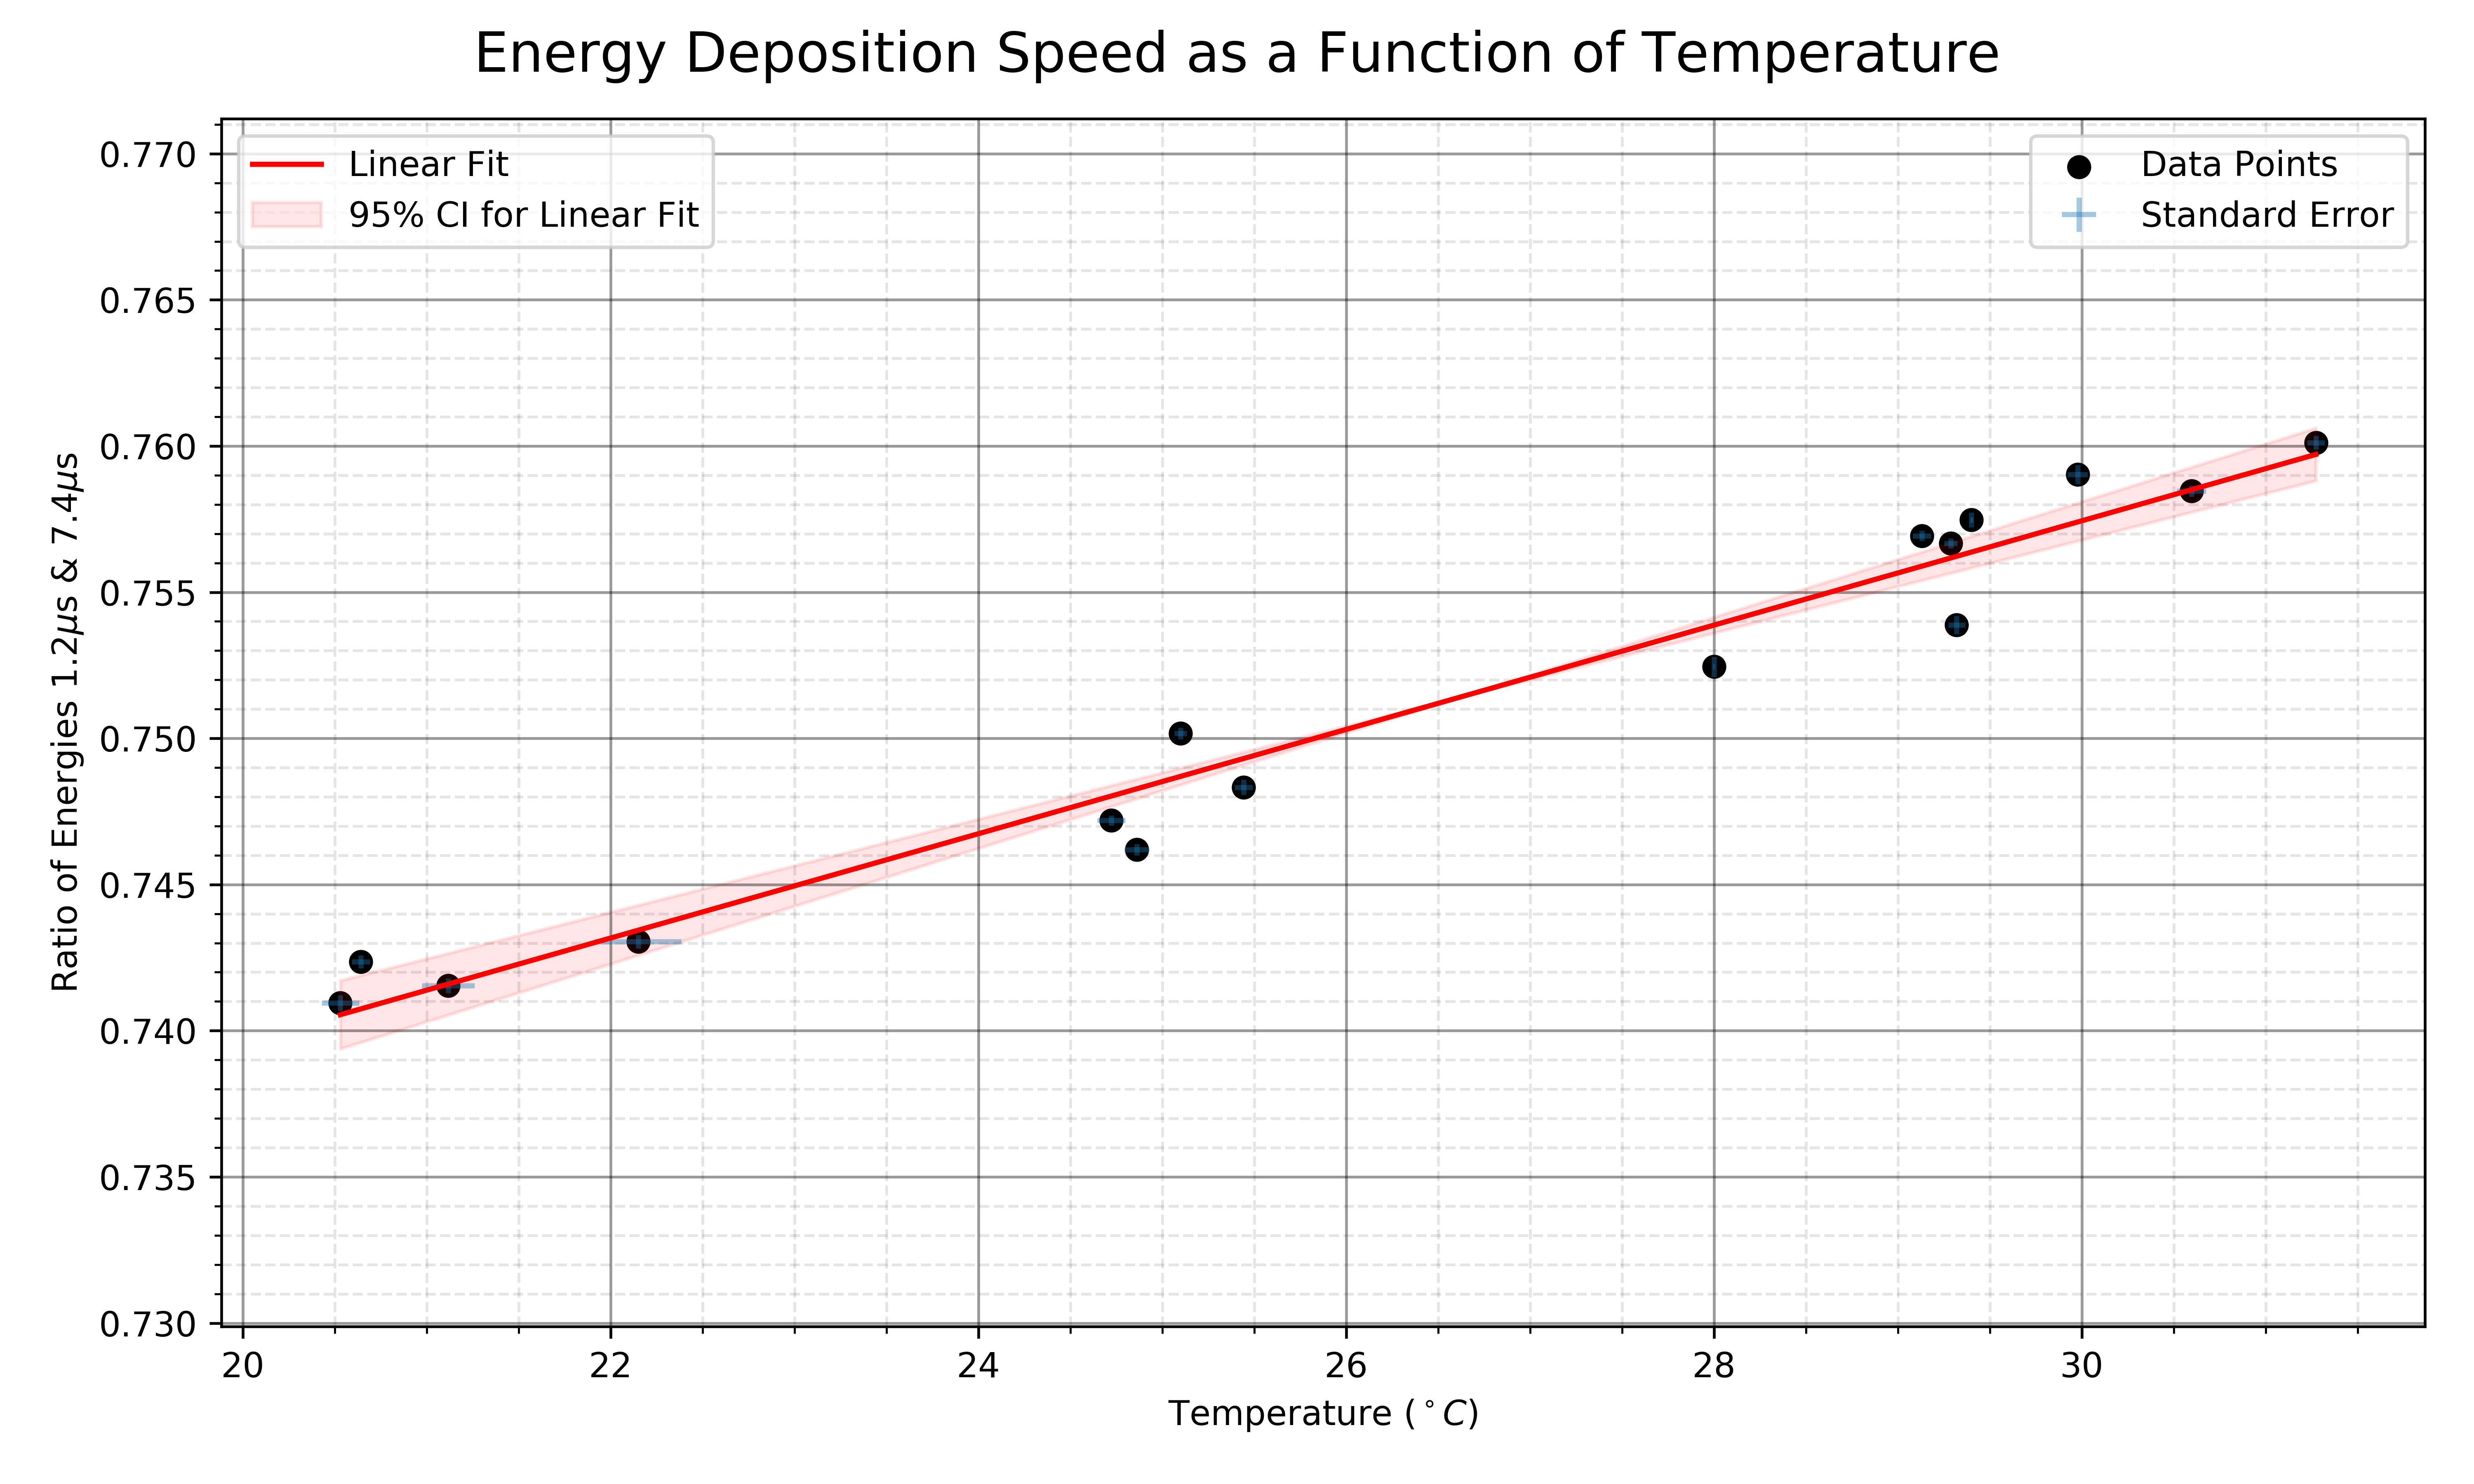 Energy Deposition Speed as a Function of Temperature
Linear Fit
95% CI for Linear Fit
Data Points
Standard Error
Ratio of Energies 1.2μs & 7.4μs
0.770
0.765
0.760
0.755
0.750
0.745
0.740
0.735
0.730
20 22 24 26 28 30
Temperature (°C)